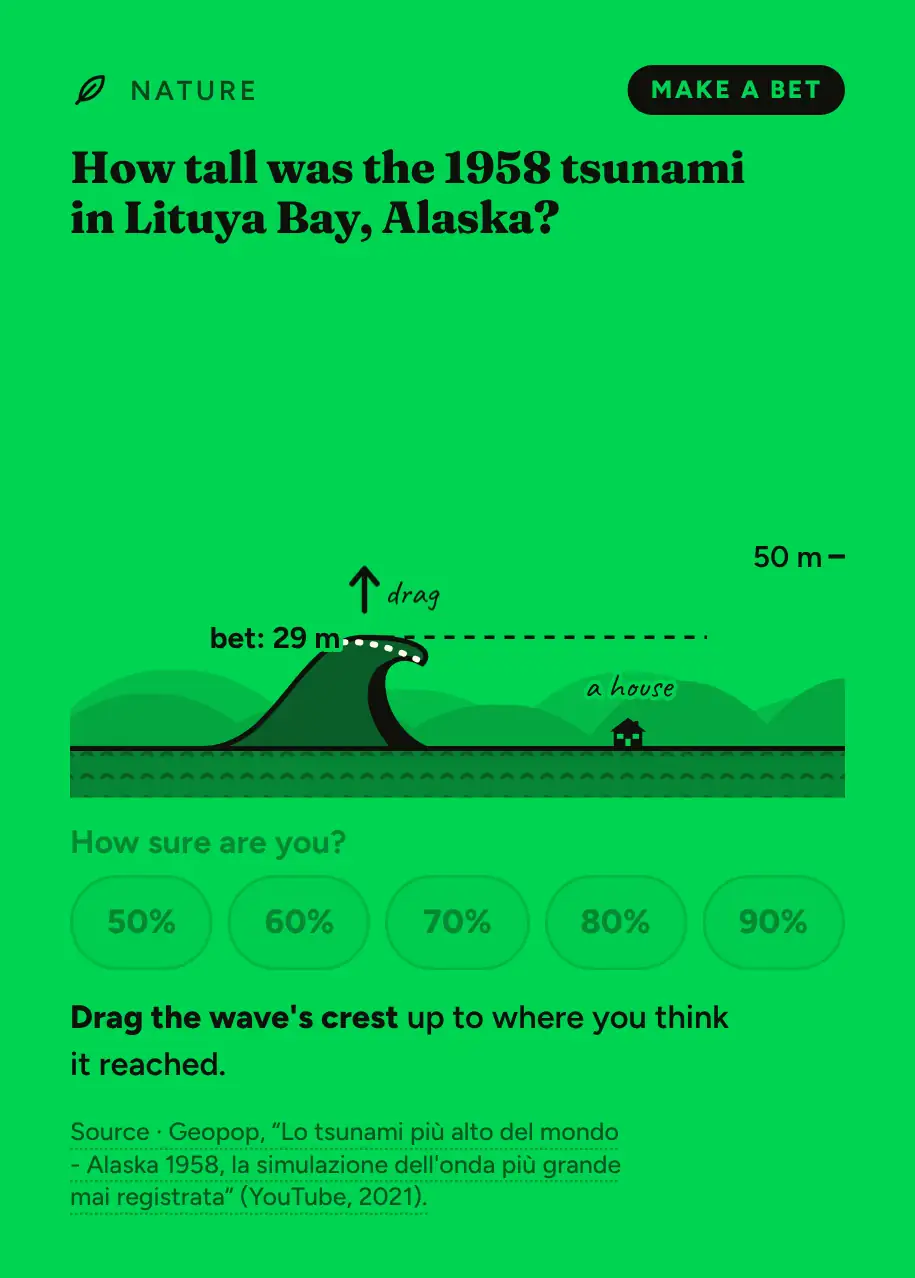 NATURE
MAKE A BET
How tall was the 1958 tsunami
in Lituya Bay, Alaska?
50 m
drag
bet: 29 m
a house
How sure are you?
50%
60%
70%
80%
90%
Drag the wave's crest up to where you think
it reached.
Source · Geopop, “Lo tsunami più alto del mondo
- Alaska 1958, la simulazione dell'onda più grande
mai registrata” (YouTube, 2021).